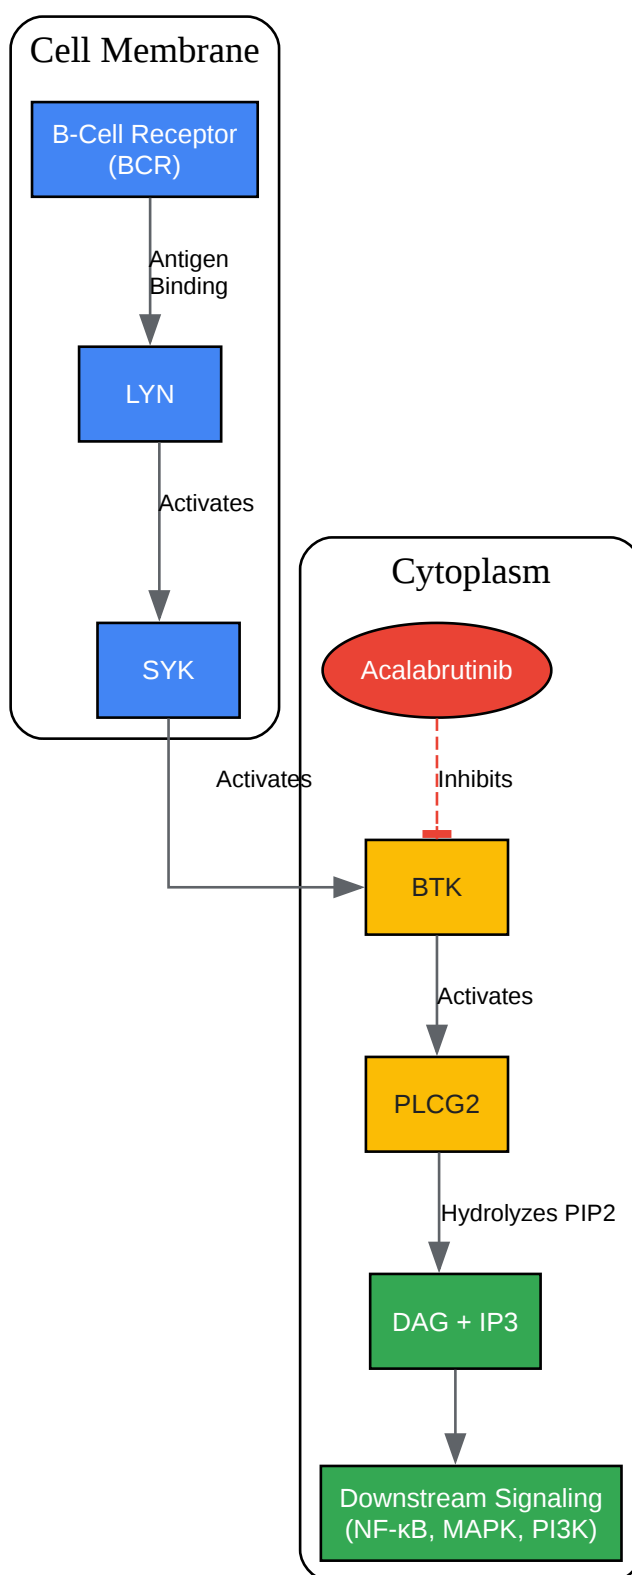 Cell Membrane
B-Cell Receptor
(BCR)
Antigen
Binding
LYN
Activates
SYK
Activates
Cytoplasm
Acalabrutinib
Inhibits
BTK
Activates
PLCG2
Hydrolyzes PIP2
DAG + IP3
Downstream Signaling
(NF-κB, MAPK, PI3K)